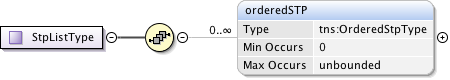 orderedSTP
StpListType
0..∞
Type tns:OrderedStpType
Min Occurs 0
Max Occurs unbounded